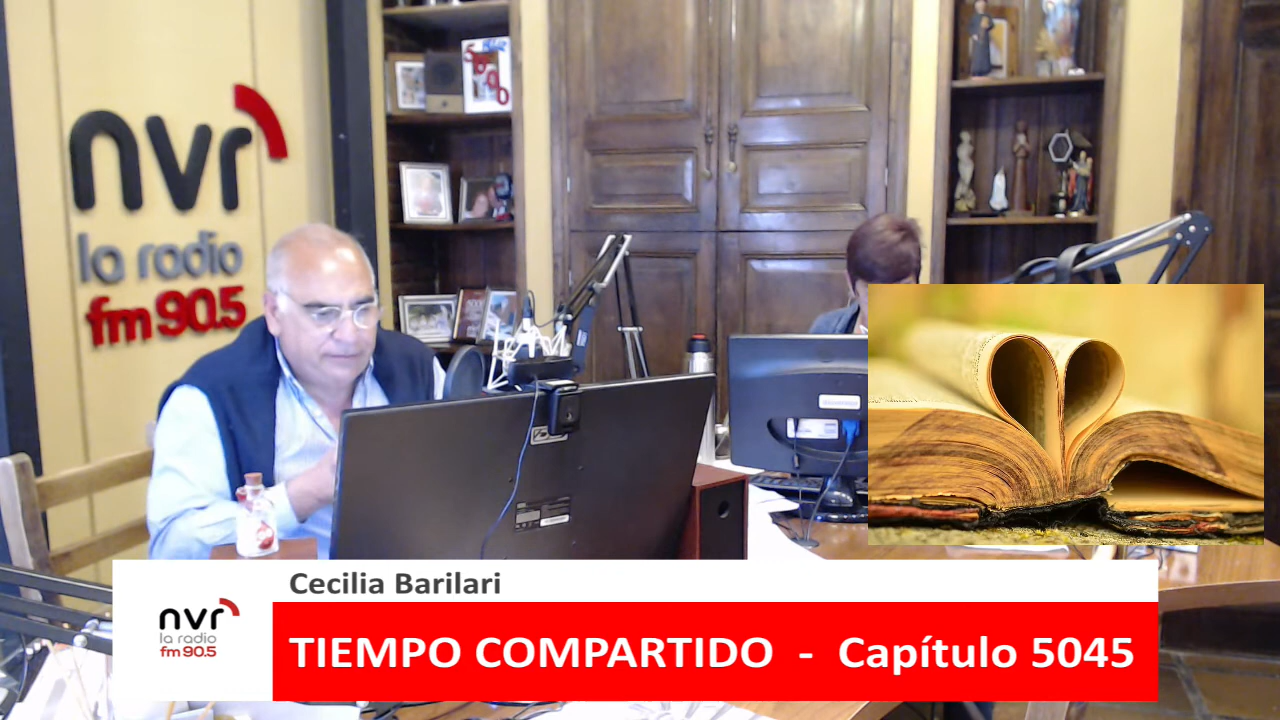 nvr
la radio
fm 90.5
Cecilia Barilari
nvr
la radio
fm 90.5
TIEMPO COMPARTIDO - Capítulo 5045